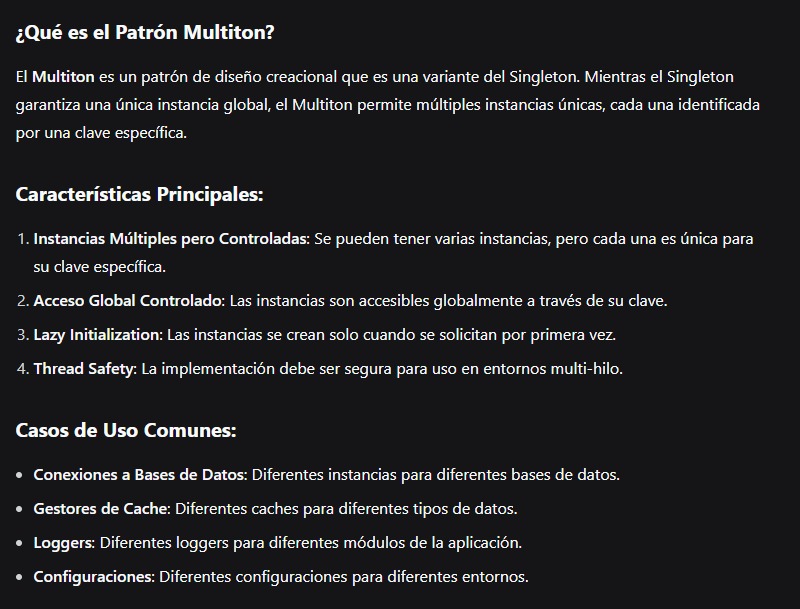 ¿Qué es el Patrón Multiton?
El Multiton es un patrón de diseño creacional que es una variante del Singleton. Mientras el Singleton
garantiza una única instancia global, el Multiton permite múltiples instancias únicas, cada una identificada
por una clave específica.
Características Principales:
1. Instancias Múltiples pero Controladas: Se pueden tener varias instancias, pero cada una es única para
su clave específica.
2. Acceso Global Controlado: Las instancias son accesibles globalmente a través de su clave.
3. Lazy Initialization: Las instancias se crean solo cuando se solicitan por primera vez.
4. Thread Safety: La implementación debe ser segura para uso en entornos multi-hilo.
Casos de Uso Comunes:
• Conexiones a Bases de Datos: Diferentes instancias para diferentes bases de datos.
• Gestores de Cache: Diferentes caches para diferentes tipos de datos.
• Loggers: Diferentes loggers para diferentes módulos de la aplicación.
• Configuraciones: Diferentes configuraciones para diferentes entornos.